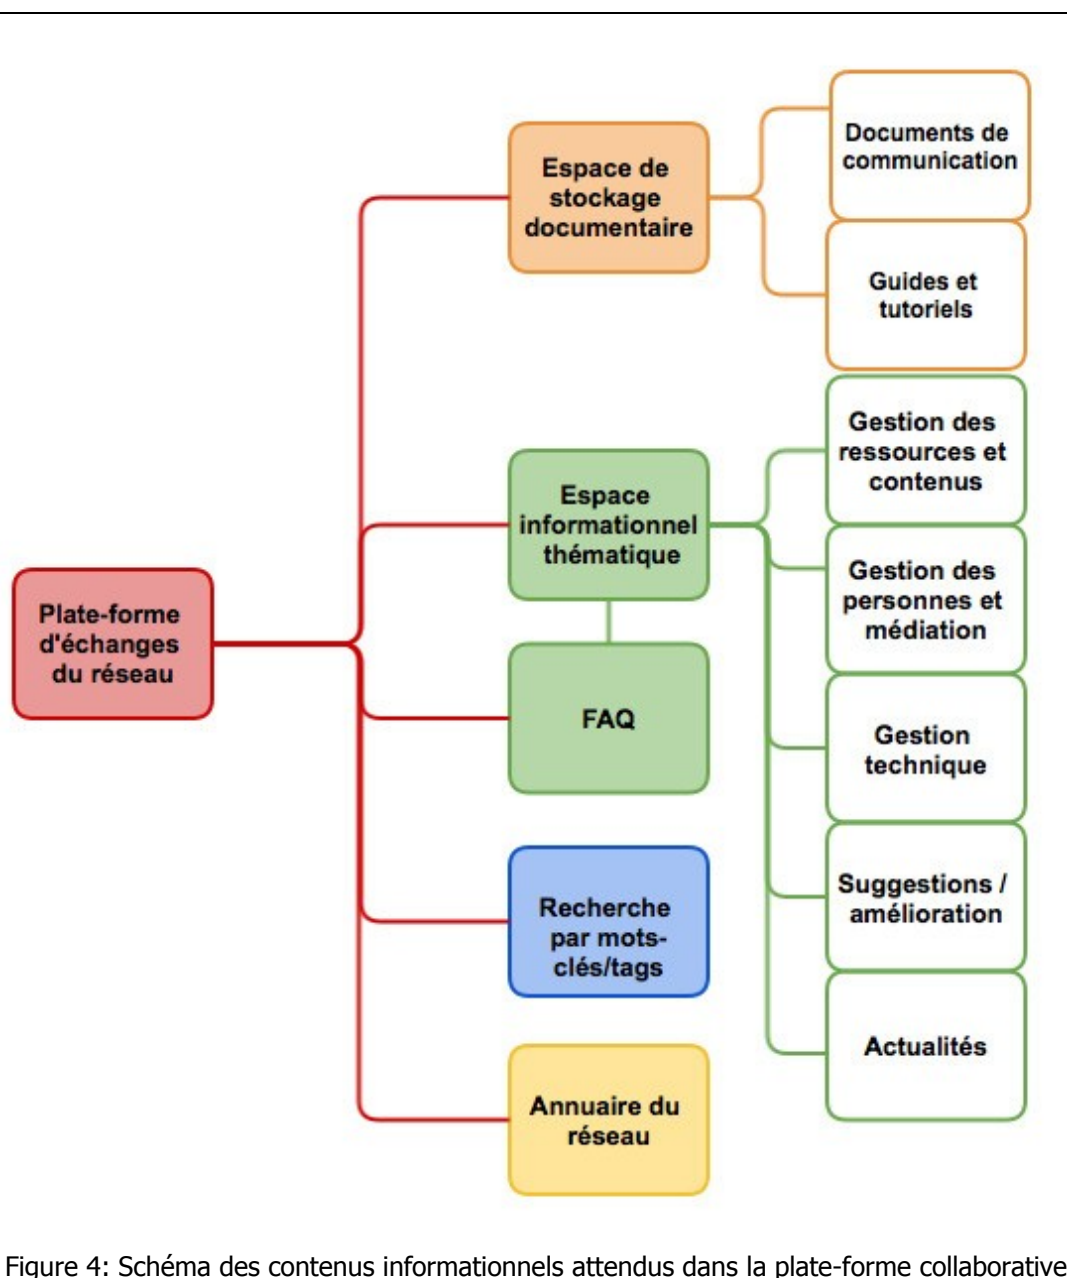 Plate-forme
d'échanges
du réseau
Espace de
stockage
documentaire
Documents de
communication
Guides et
tutoriels
Espace
informationnel
thématique
Gestion des
ressources et
contenus
Gestion des
personnes et
médiation
Gestion
technique
Suggestions /
amélioration
Actualités
FAQ
Recherche
par mots-
clés/tags
Annuaire du
réseau
Figure 4: Schéma des contenus informationnels attendus dans la plate-forme collaborative